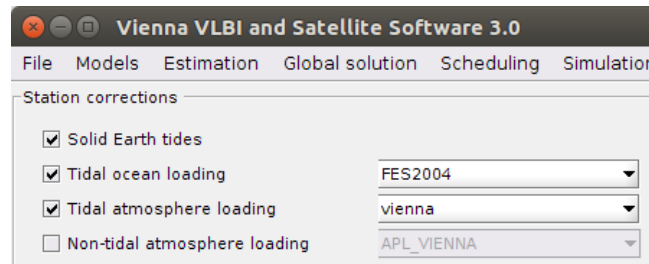 Vienna VLBI and Satellite Software 3.0
File Models Estimation Global solution Scheduling
Station corrections
Solid Earth tides
Tidal ocean loading FES2004
Tidal atmosphere loading vienna
Non-tidal atmosphere loading APL_VIENNA